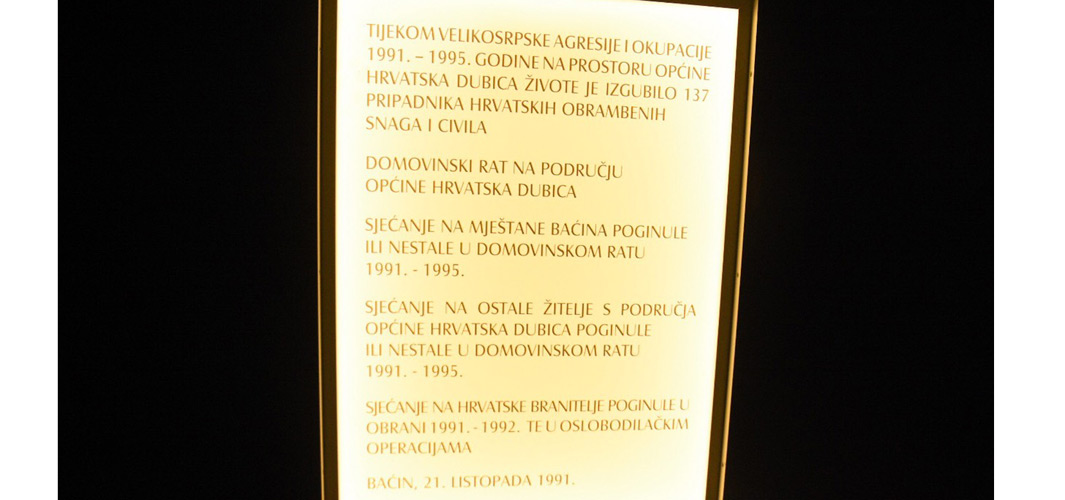 TIJEKOM VELIKOSRPSKE AGRESIJE I OKUPACIJE
1991. – 1995. GODINE NA PROSTORU OPĆINE
HRVATSKA DUBICA ŽIVOTE JE IZGUBILO 137
PRIPADNIKA HRVATSKIH OBRAMBENIH
SNAGA I CIVILA
DOMOVINSKI RAT NA PODRUČJU
OPĆINE HRVATSKA DUBICA
SJEĆANJE NA MJEŠTANE BAĆINA POGINULE
ILI NESTALE U DOMOVINSKOM RATU
1991. - 1995.
SJEĆANJE NA OSTALE ŽITELJE S PODRUČJA
OPĆINE HRVATSKA DUBICA POGINULE
ILI NESTALE U DOMOVINSKOM RATU
1991. - 1995.
SJEĆANJE NA HRVATSKE BRANITELJE POGINULE U
OBRANI 1991. - 1992. TE U OSLOBODILAČKIM
OPERACIJAMA
BAĆIN, 21. LISTOPADA 1991.